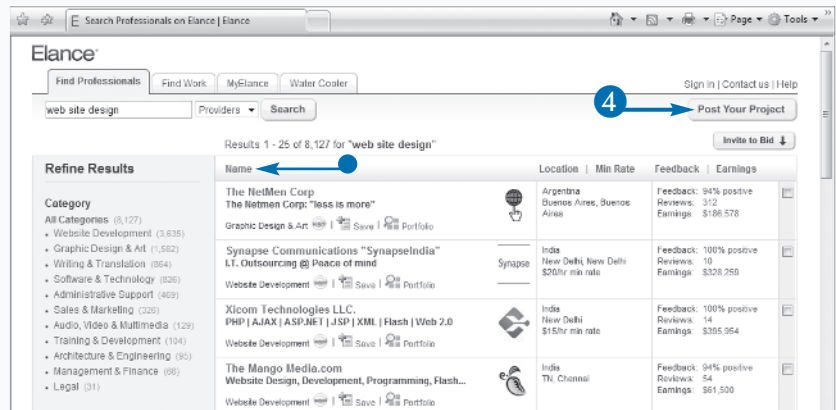 Search Professionals on Elance | Elance
Page
Tools
»
Elance
Find Professionals
Find Work
MyElance
Water Cooler
Sign in | Contact us | Help
web site design
Providers
Search
4
Post Your Project
Results 1 - 25 of 8,127 for "web site design"
Invite to Bid
Refine Results
Name
Location | Min Rate
Feedback | Earnings
Category
All Categories (8,127)
• Website Development (3,635)
• Graphic Design & Art (1,582)
• Writing & Translation (864)
• Software & Technology (826)
• Administrative Support (469)
• Sales & Marketing (326)
• Audio, Video & Multimedia (129)
• Training & Development (104)
• Architecture & Engineering (95)
• Management & Finance (66)
• Legal (31)
The NetMen Corp
The Netmen Corp: "less is more"
Graphic Design & Art | Save | Portfolio
Argentina
Buenos Aires, Buenos
Aires
Feedback: 94% positive
Reviews: 312
Earnings: $186,578
Synapse Communications "SynapseIndia"
I.T. Outsourcing @ Peace of mind
Website Development | Save | Portfolio
Synapse
India
New Delhi, New Delhi
$20/hr min rate
Feedback: 100% positive
Reviews: 10
Earnings: $328,259
Xicom Technologies LLC.
PHP | AJAX | ASP.NET | JSP | XML | Flash | Web 2.0
Website Development | Save | Portfolio
India
New Delhi
$15/hr min rate
Feedback: 100% positive
Reviews: 14
Earnings: $395,954
The Mango Media.com
Website Design, Development, Programming, Flash...
Website Development | Save | Portfolio
India
TN, Chennai
Feedback: 94% positive
Reviews: 54
Earnings: $61,500